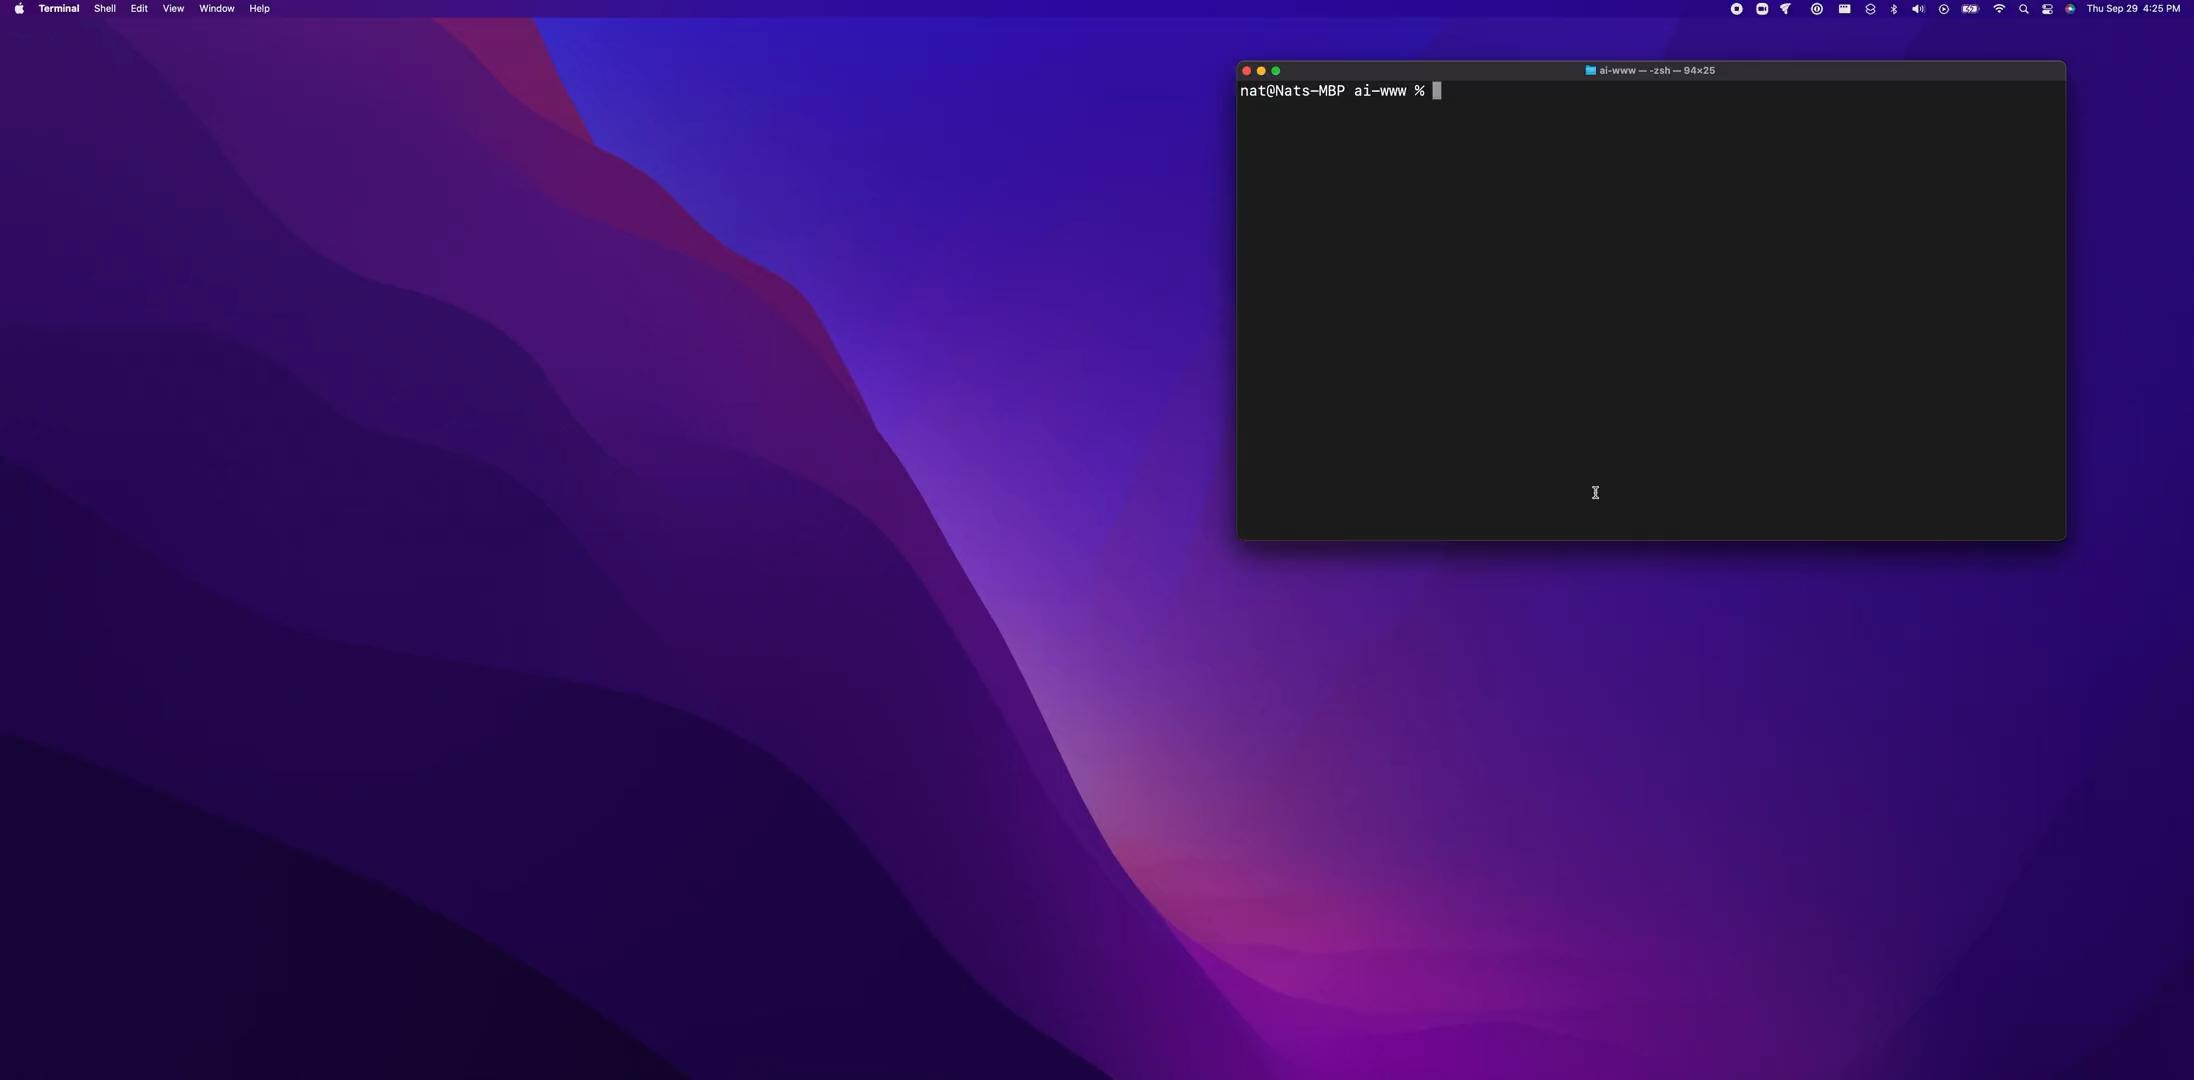 Terminal Shell Edit View Window Help
Thu Sep 29 4:25 PM
ai-www — -zsh — 94×25
nat@Nats-MBP ai-www %